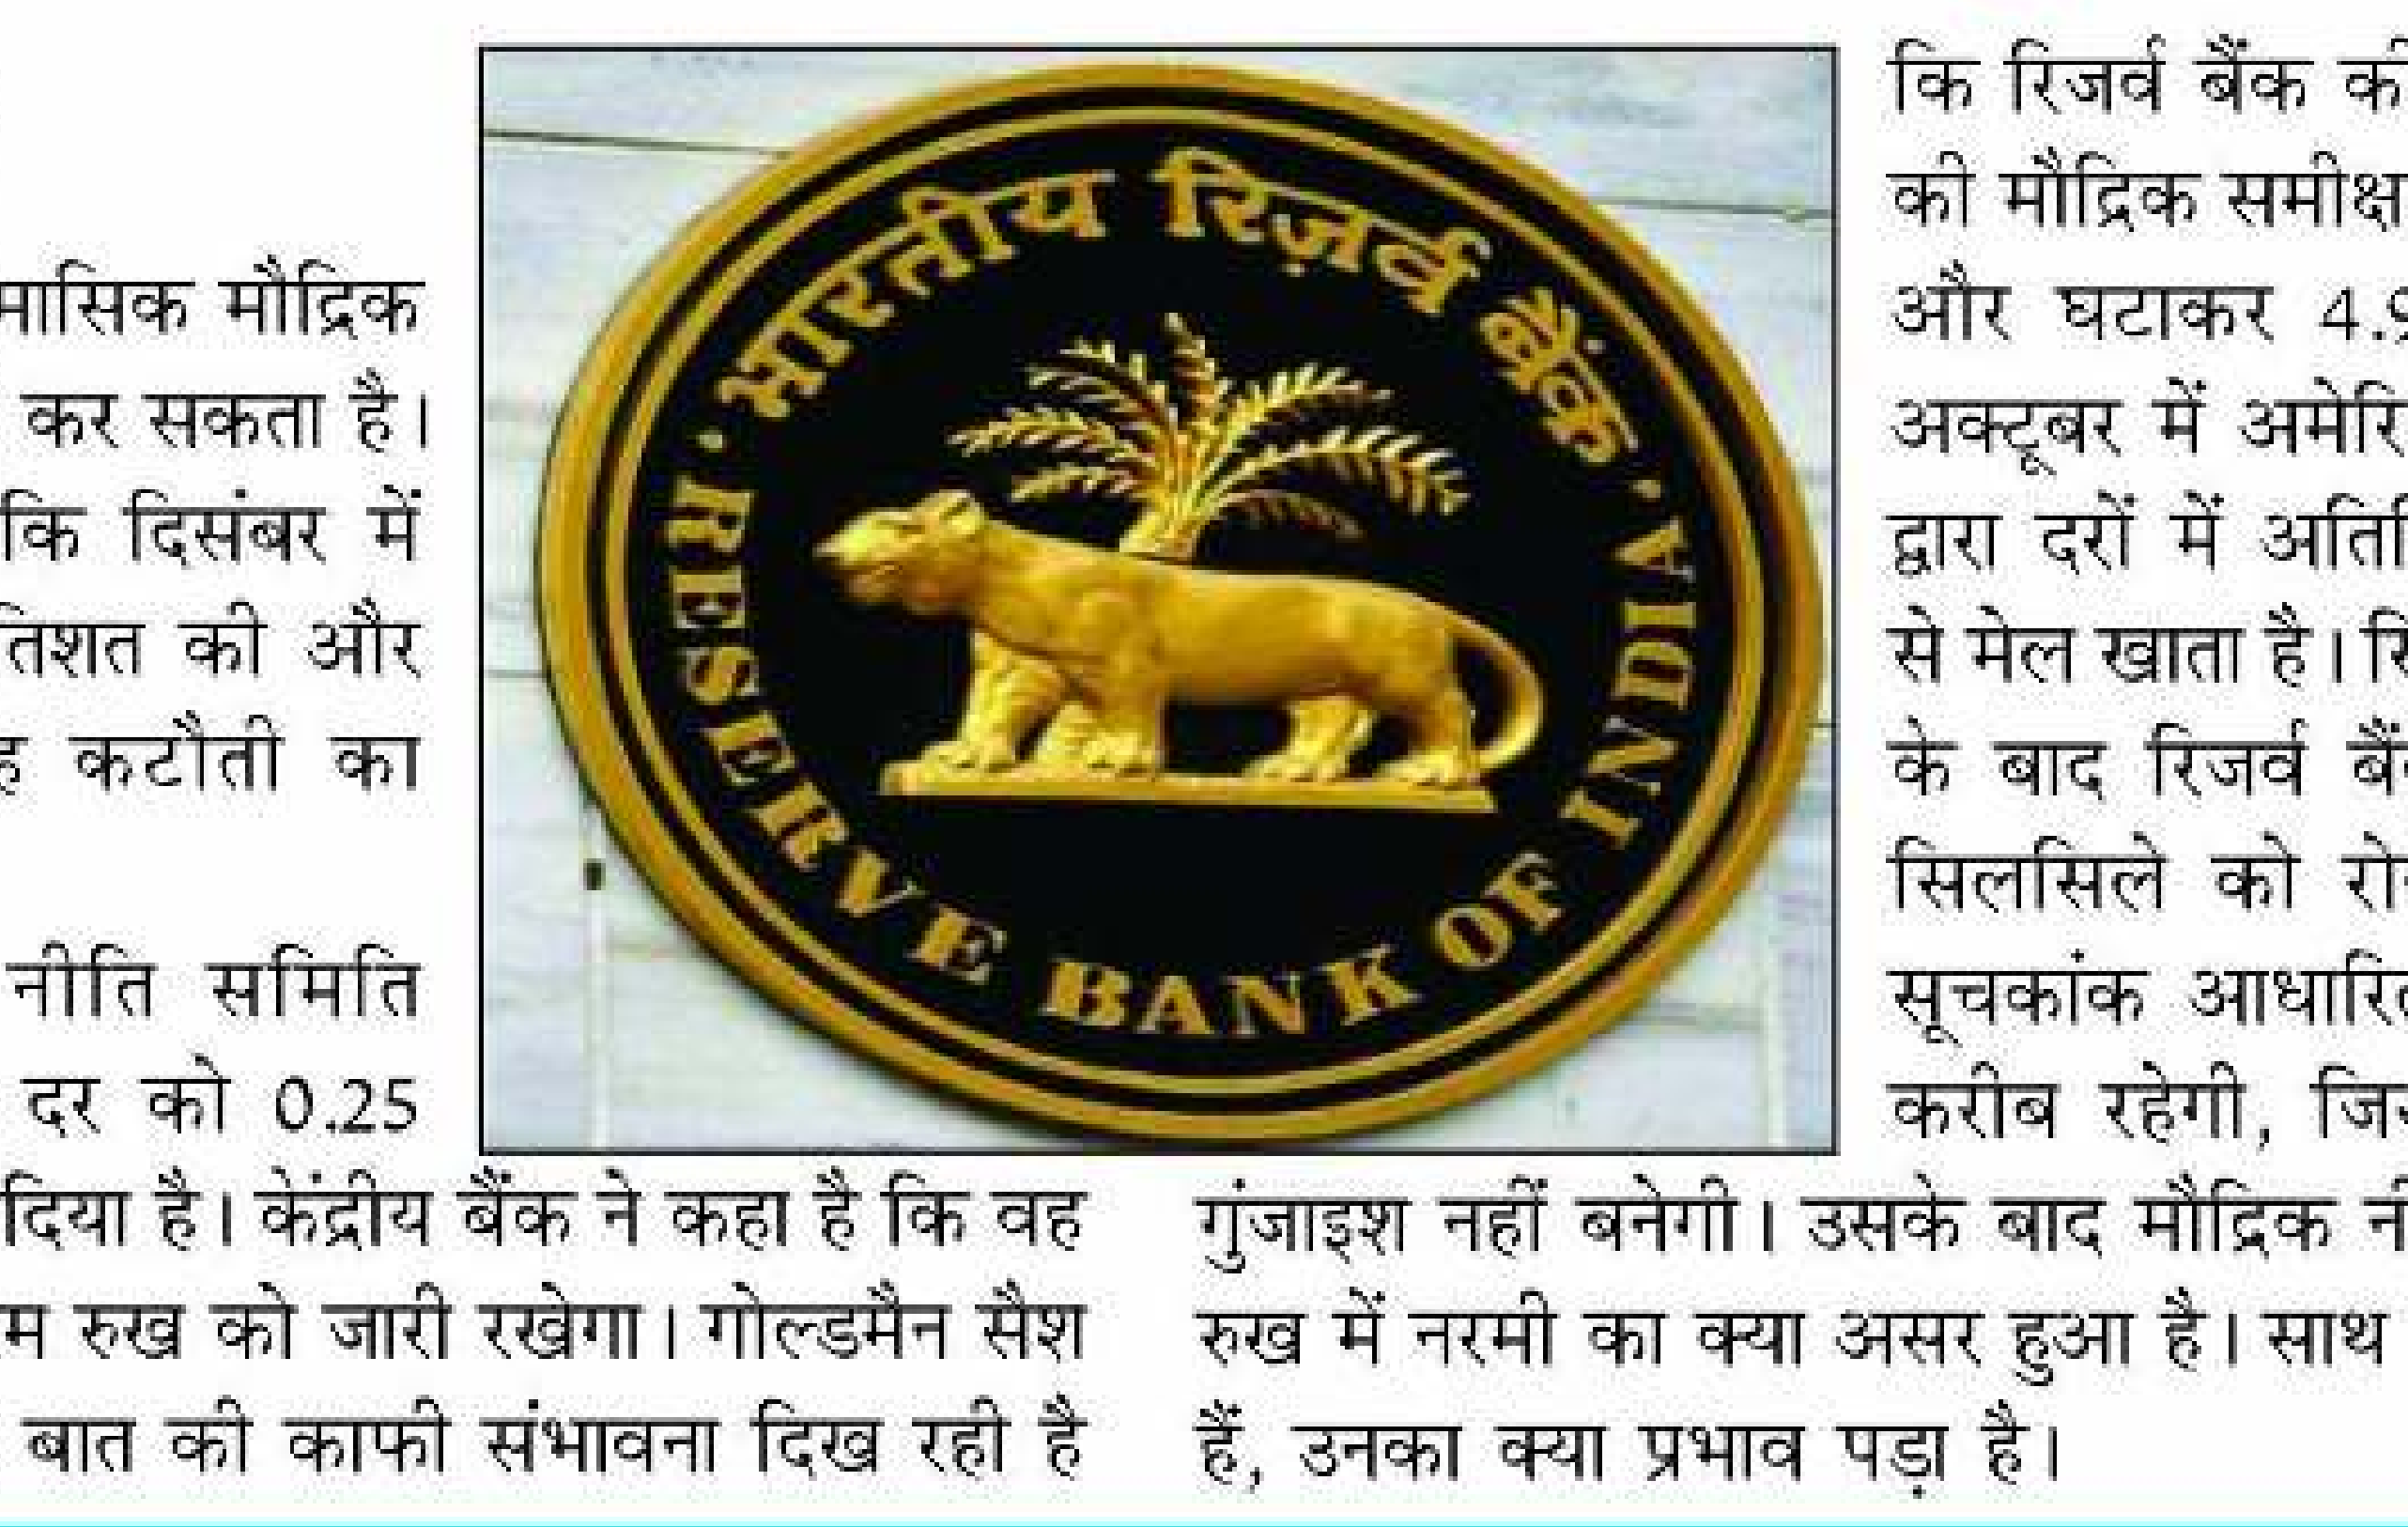 मासिक मौद्रिक
कर सकता है।
कि दिसंबर में
की और
कटौती का
नीति समिति
दर को 0.25
दिया है। केंद्रीय बैंक ने कहा है कि वह
रुख को जारी रखेगा। गोल्डमैन सैश
बात की काफी संभावना दिख रही है
भारतीय रिज़र्व बैंक
RESERVE BANK OF INDIA
कि रिजर्व बैंक
की मौद्रिक
और घटाकर
अक्टूबर में
द्वारा दरों में
से मेल खाता है।
के बाद रिजर्व
सिलसिले को
सूचकांक
करीब रहेगी,
गुंजाइश नहीं बनेगी। उसके बाद मौद्रिक
रुख में नरमी का क्या असर हुआ है। साथ
हैं, उनका क्या प्रभाव पड़ा है।